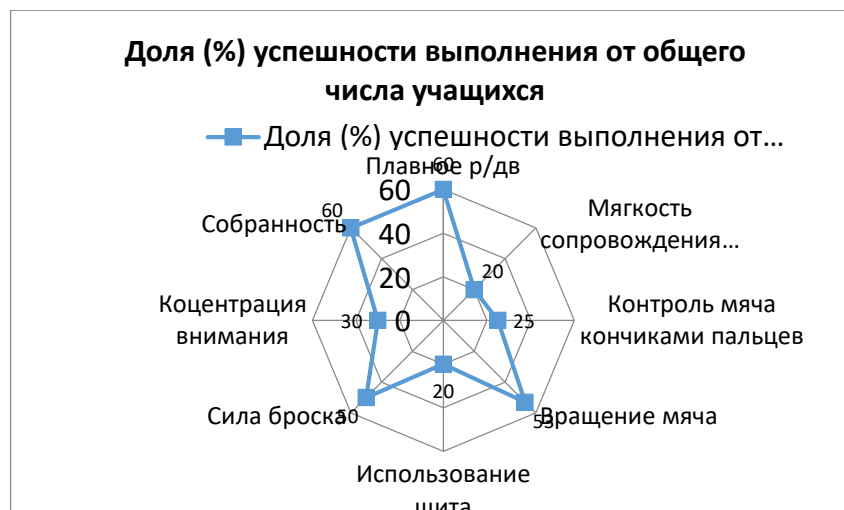 Доля (%) успешности выполнения от общего
числа учащихся
Доля (%) успешности выполнения от...
Плавное р/дв
60
60
Мягкость
сопровождения...
20
Собранность
60
40
20
0
Коцентрация
внимания
30
Контроль мяча
кончиками пальцев
25
Сила броска
50
20
Вращение мяча
53
Использование
щита